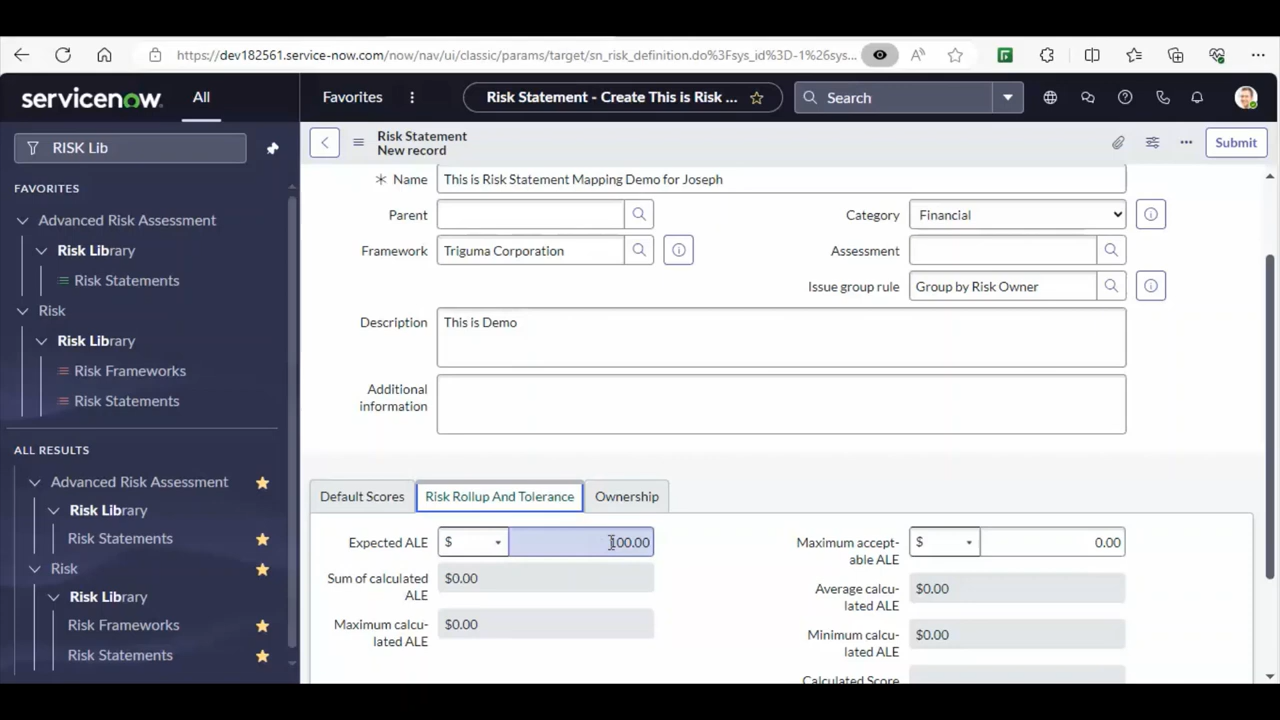 https://dev182561.service-now.com/now/nav/ui/classic/params/target/sn_risk_definition.do%3Fsys_id%3D-1%26sys...
servicenow
All
Favorites
Risk Statement - Create This is Risk ...
Search
RISK Lib
Risk Statement
New record
Submit
FAVORITES
Advanced Risk Assessment
Risk Library
Risk Statements
Risk
Risk Library
Risk Frameworks
Risk Statements
ALL RESULTS
Advanced Risk Assessment
Risk Library
Risk Statements
Risk
Risk Library
Risk Frameworks
Risk Statements
Name This is Risk Statement Mapping Demo for Joseph
Parent
Category Financial
Framework Triguma Corporation
Assessment
Issue group rule Group by Risk Owner
Description This is Demo
Additional
information
Default Scores Risk Rollup And Tolerance Ownership
Expected ALE $ 100.00
Maximum accept-
able ALE $ 0.00
Sum of calculated
ALE $0.00
Average calcu-
lated ALE $0.00
Maximum calcu-
lated ALE $0.00
Minimum calcu-
lated ALE $0.00
Calculated Score